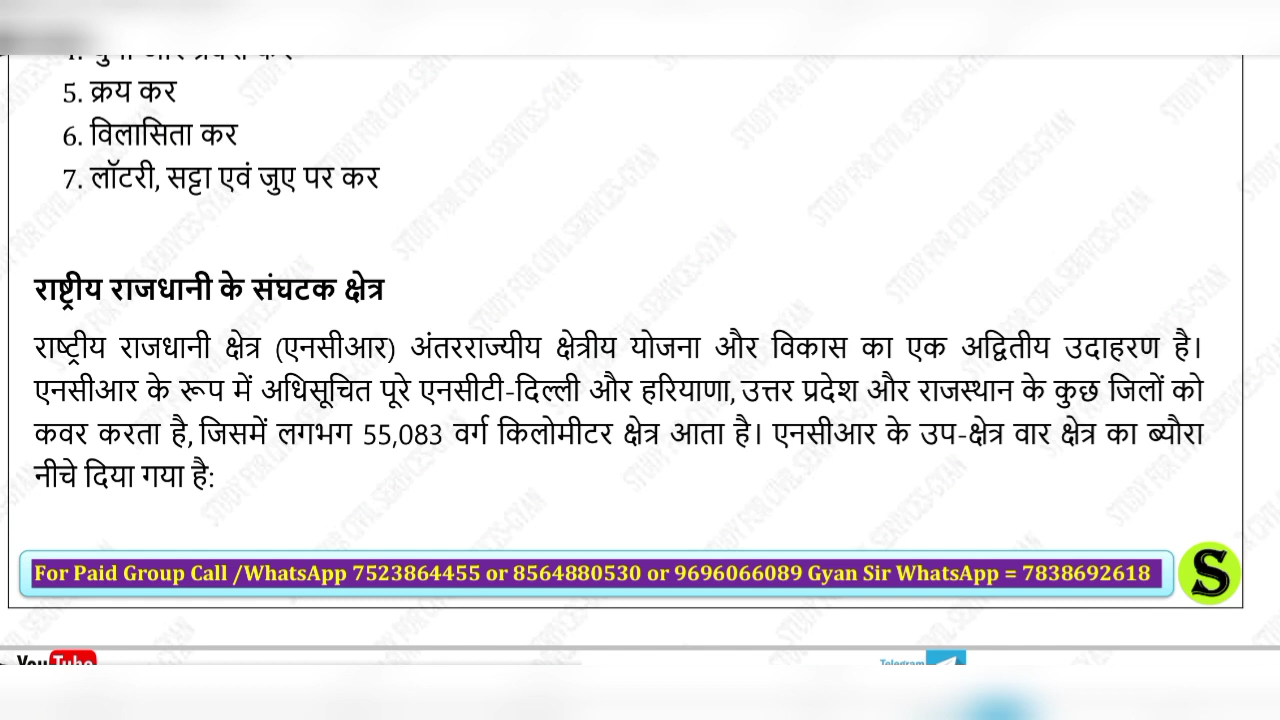 5. क्रय कर
6. विलासिता कर
7. लॉटरी, सट्टा एवं जुए पर कर
राष्ट्रीय राजधानी के संघटक क्षेत्र
राष्ट्रीय राजधानी क्षेत्र (एनसीआर) अंतरराज्यीय क्षेत्रीय योजना और विकास का एक अद्वितीय उदाहरण है।
एनसीआर के रूप में अधिसूचित पूरे एनसीटी-दिल्ली और हरियाणा, उत्तर प्रदेश और राजस्थान के कुछ जिलों को
कवर करता है, जिसमें लगभग 55,083 वर्ग किलोमीटर क्षेत्र आता है। एनसीआर के उप-क्षेत्र वार क्षेत्र का ब्यौरा
नीचे दिया गया है:
For Paid Group Call /WhatsApp 7523864455 or 8564880530 or 9696066089 Gyan Sir WhatsApp = 7838692618
S
YouTube
Telegram